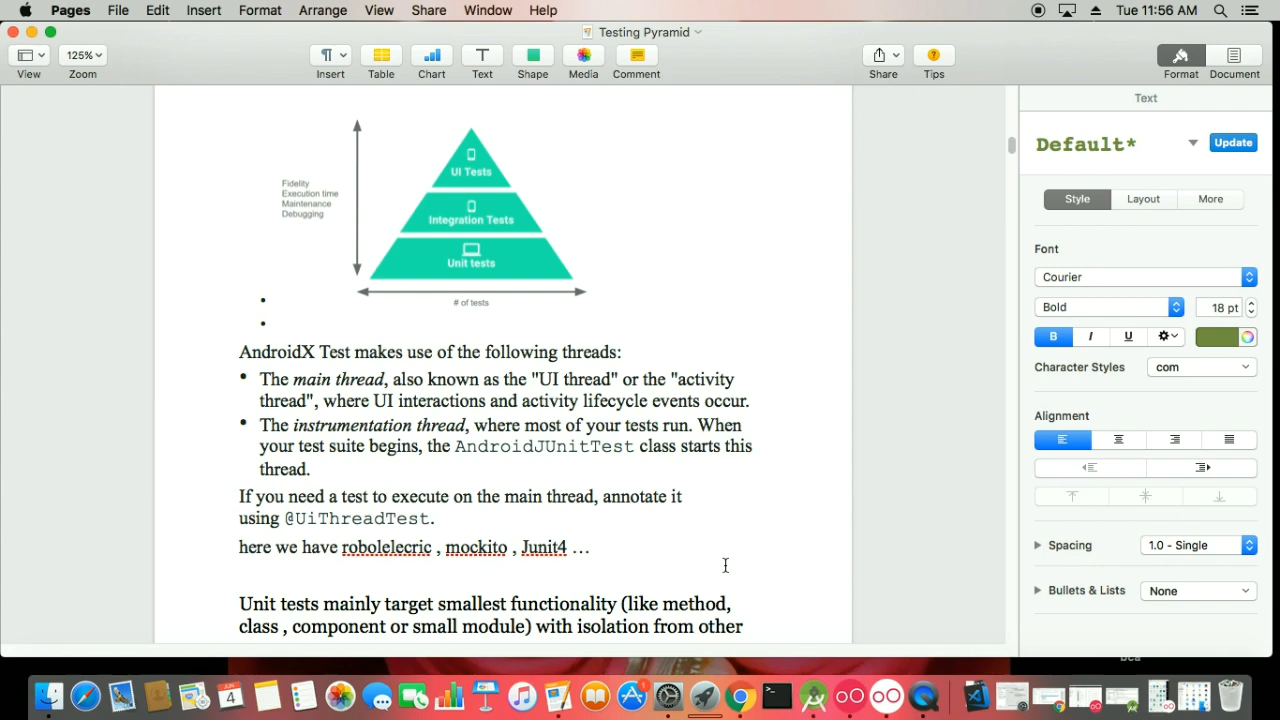 Pages File Edit Insert Format Arrange View Share Window Help Tue 11:56 AM
Testing Pyramid
125%
View Zoom Insert Table Chart Text Shape Media Comment Share Tips Format Document
UI Tests
Fidelity
Execution time
Maintenance
Debugging
Integration Tests
Unit tests
# of tests
AndroidX Test makes use of the following threads:
• The main thread, also known as the "UI thread" or the "activity
thread", where UI interactions and activity lifecycle events occur.
• The instrumentation thread, where most of your tests run. When
your test suite begins, the AndroidJUnitTest class starts this
thread.
If you need a test to execute on the main thread, annotate it
using @UiThreadTest.
here we have robolelecric , mockito , Junit4 …
Unit tests mainly target smallest functionality (like method,
class , component or small module) with isolation from other
Text
Default* Update
Style Layout More
Font
Courier
Bold 18 pt
B I U
Character Styles com
Alignment
Spacing 1.0 - Single
Bullets & Lists None
SEP
4